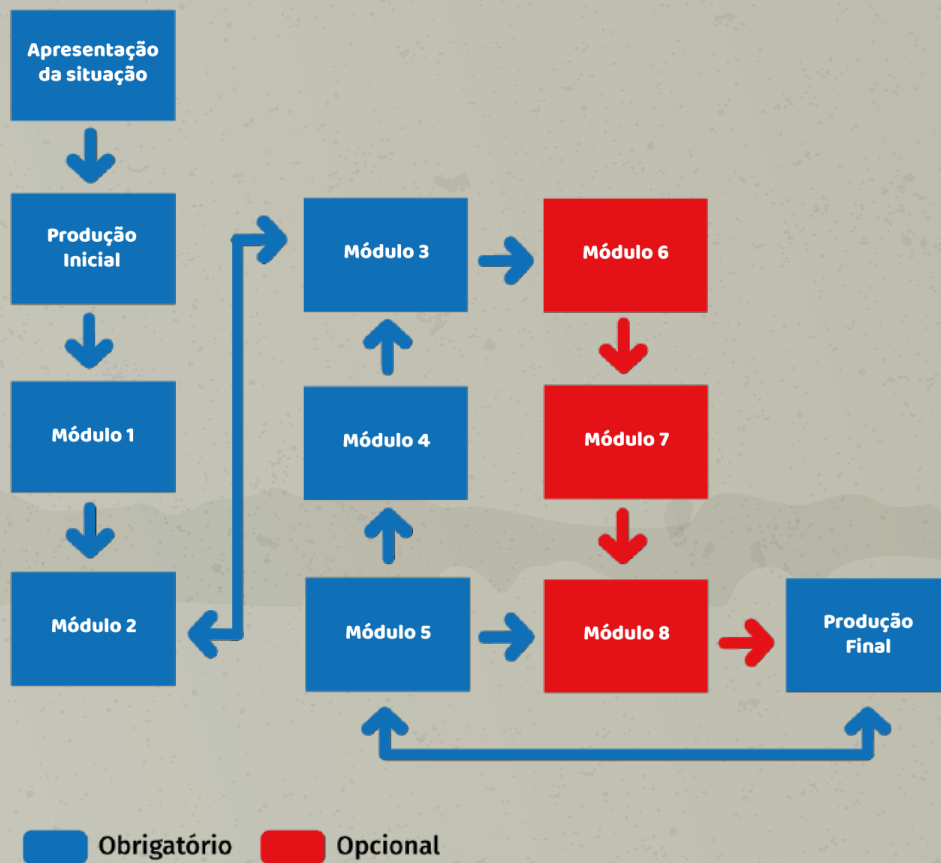 Apresentação
da situação
Produção
Inicial
Módulo 1
Módulo 2
Módulo 3
Módulo 4
Módulo 5
Módulo 6
Módulo 7
Módulo 8
Produção
Final
Obrigatório
Opcional